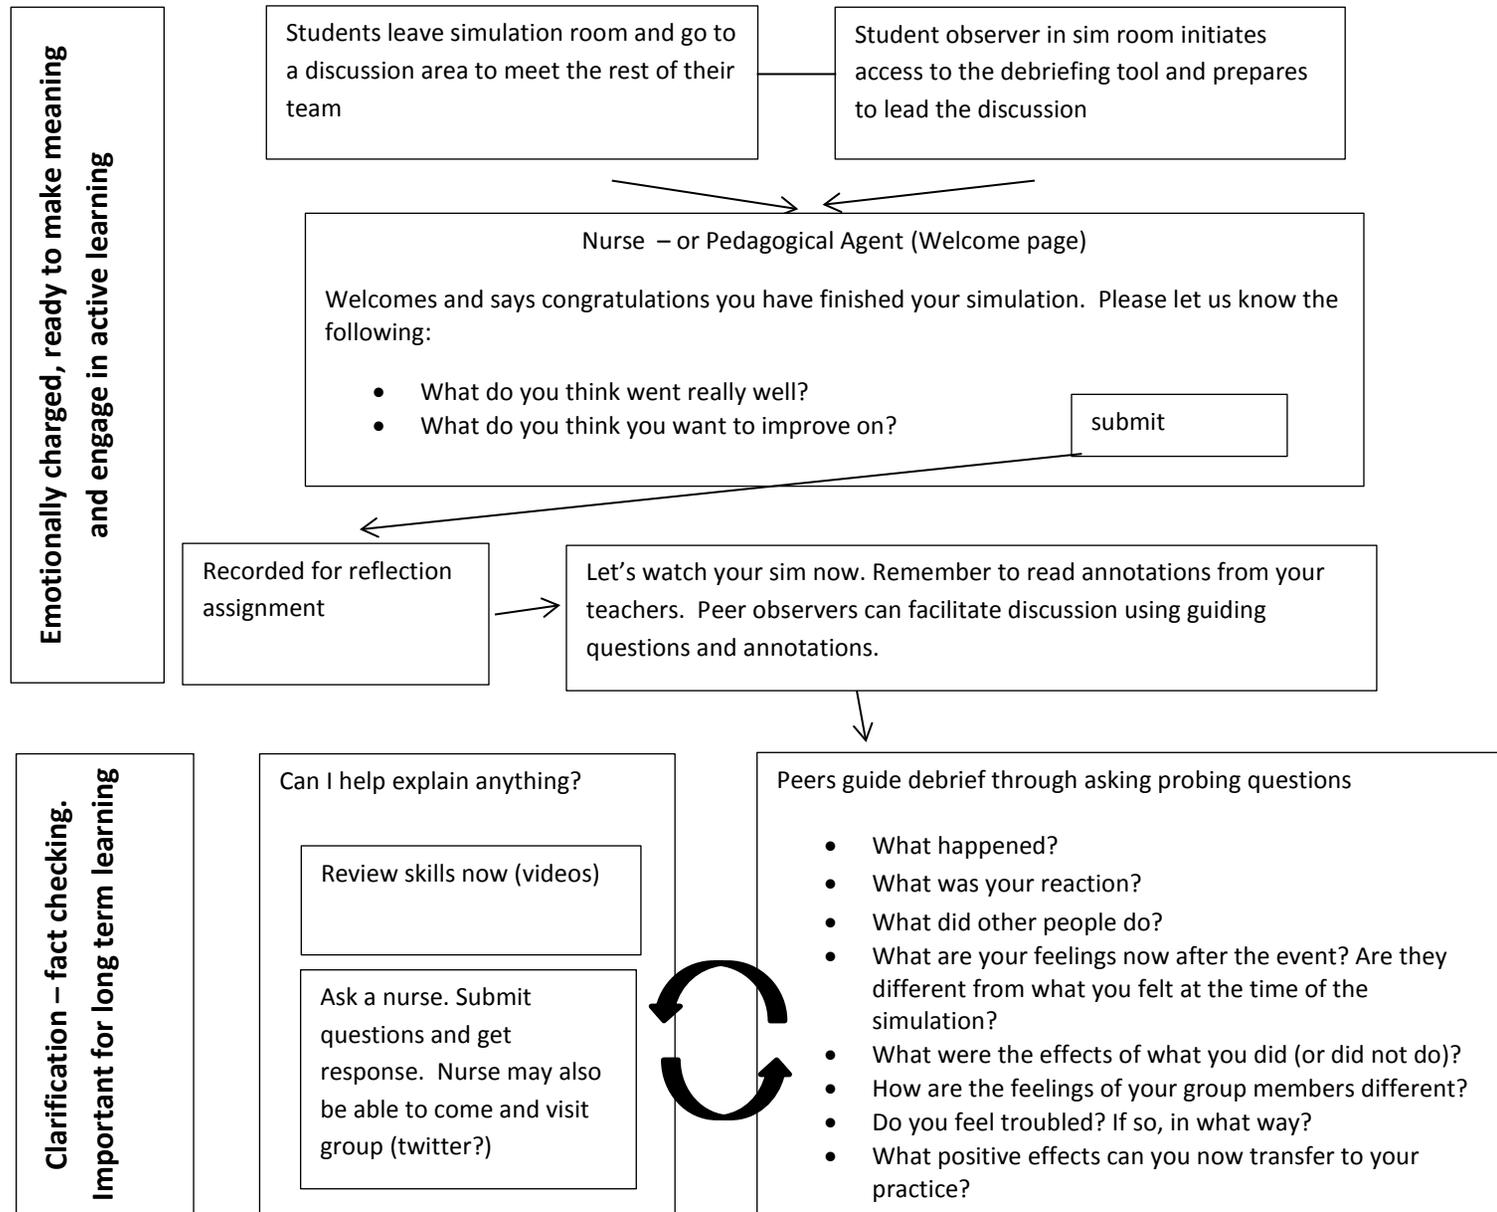 Emotionally charged, ready to make meaning
and engage in active learning
Students leave simulation room and go to
a discussion area to meet the rest of their
team
Student observer in sim room initiates
access to the debriefing tool and prepares
to lead the discussion
Nurse – or Pedagogical Agent (Welcome page)
Welcomes and says congratulations you have finished your simulation.  Please let us know the
following:
• What do you think went really well?
• What do you think you want to improve on?
submit
Recorded for reflection
assignment
Let’s watch your sim now. Remember to read annotations from your
teachers.  Peer observers can facilitate discussion using guiding
questions and annotations.
Clarification – fact checking.
Important for long term learning
Can I help explain anything?
Review skills now (videos)
Ask a nurse. Submit
questions and get
response.  Nurse may also
be able to come and visit
group (twitter?)
Peers guide debrief through asking probing questions
• What happened?
• What was your reaction?
• What did other people do?
• What are your feelings now after the event? Are they
different from what you felt at the time of the
simulation?
• What were the effects of what you did (or did not do)?
• How are the feelings of your group members different?
• Do you feel troubled? If so, in what way?
• What positive effects can you now transfer to your
practice?